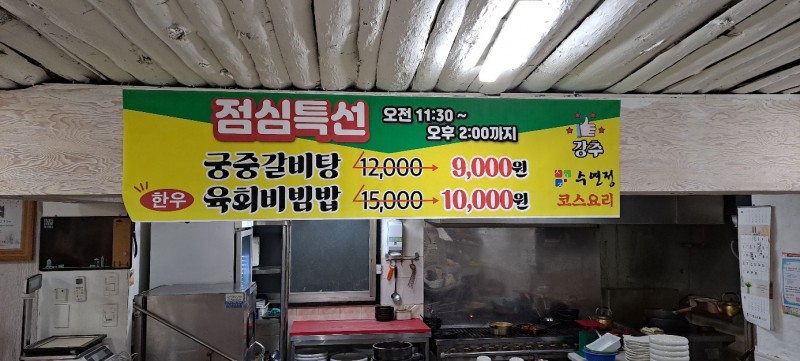 점심특선
오전 11:30 ~
오후 2:00까지
강추
궁중갈비탕 12,000 9,000원
한우 육회비빔밥 15,000 10,000원
수연정
코스요리